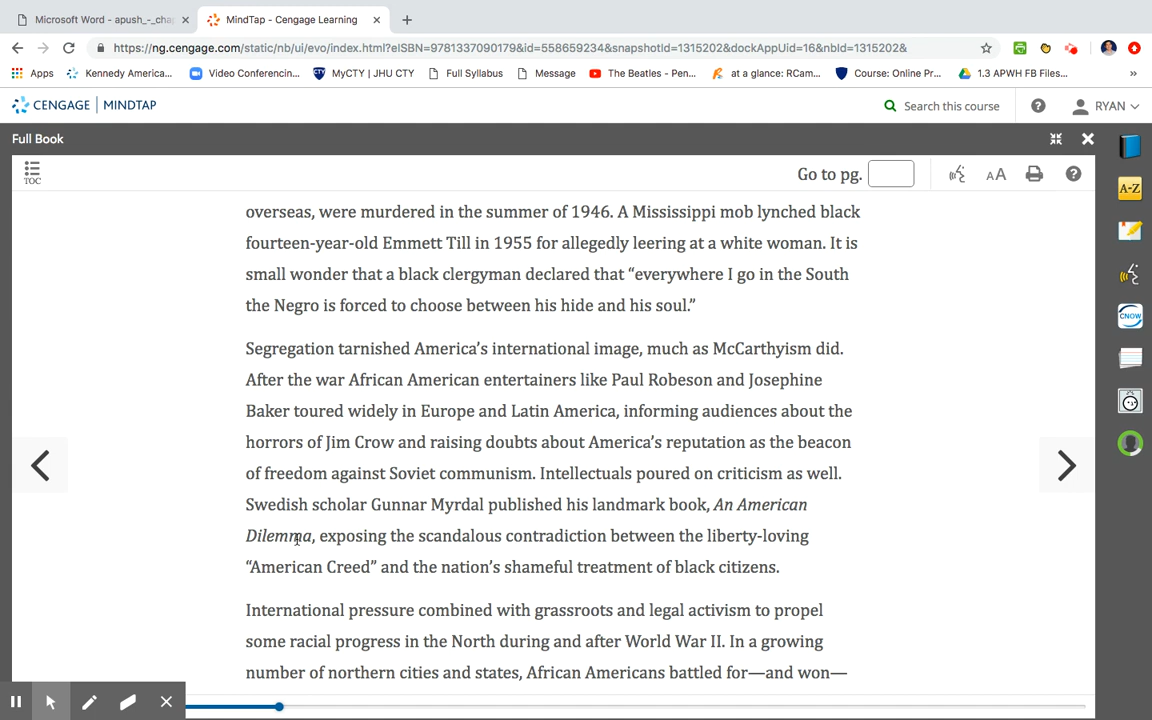 Microsoft Word - apush_-_cha
MindTap - Cengage Learning
https://ng.cengage.com/static/nb/ui/evo/index.html?eISBN=9781337090179&id=558659234&snapshotId=1315202&dockAppUid=16&nbId=1315202&
Apps Kennedy America... Video Conferencin... MyCTY | JHU CTY Full Syllabus Message The Beatles - Pen... at a glance: RCam... Course: Online Pr... 1.3 APWH FB Files... »
CENGAGE | MINDTAP Search this course RYAN
Full Book
TOC Go to pg. AA
A-Z
CNOW
overseas, were murdered in the summer of 1946. A Mississippi mob lynched black
fourteen-year-old Emmett Till in 1955 for allegedly leering at a white woman. It is
small wonder that a black clergyman declared that “everywhere I go in the South
the Negro is forced to choose between his hide and his soul.”
Segregation tarnished America’s international image, much as McCarthyism did.
After the war African American entertainers like Paul Robeson and Josephine
Baker toured widely in Europe and Latin America, informing audiences about the
horrors of Jim Crow and raising doubts about America’s reputation as the beacon
of freedom against Soviet communism. Intellectuals poured on criticism as well.
Swedish scholar Gunnar Myrdal published his landmark book, An American
Dilemma, exposing the scandalous contradiction between the liberty-loving
“American Creed” and the nation’s shameful treatment of black citizens.
International pressure combined with grassroots and legal activism to propel
some racial progress in the North during and after World War II. In a growing
number of northern cities and states, African Americans battled for—and won—